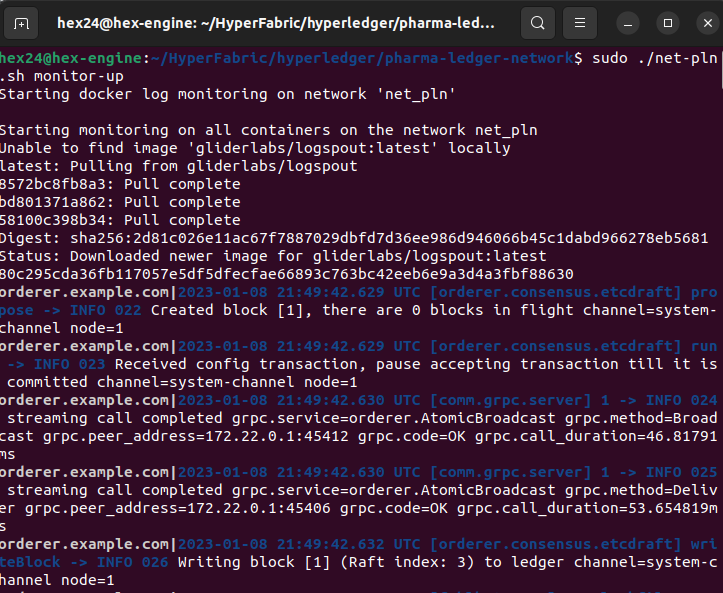 hex24@hex-engine: ~/HyperFabric/hyperledger/pharma-led...
hex24@hex-engine:~/HyperFabric/hyperledger/pharma-ledger-network$ sudo ./net-pln
.sh monitor-up
Starting docker log monitoring on network 'net_pln'
Starting monitoring on all containers on the network net_pln
Unable to find image 'gliderlabs/logspout:latest' locally
latest: Pulling from gliderlabs/logspout
8572bc8fb8a3: Pull complete
bd801371a862: Pull complete
58100c398b34: Pull complete
Digest: sha256:2d81c026e11ac67f7887029dbfd7d36ee986d946066b45c1dabd966278eb5681
Status: Downloaded newer image for gliderlabs/logspout:latest
80c295cda36fb117057e5df5dfecfae66893c763bc42eeb6e9a3d4a3fbf88630
orderer.example.com|2023-01-08 21:49:42.629 UTC [orderer.consensus.etcdraft] pro
pose -> INFO 022 Created block [1], there are 0 blocks in flight channel=system-
channel node=1
orderer.example.com|2023-01-08 21:49:42.629 UTC [orderer.consensus.etcdraft] run
-> INFO 023 Received config transaction, pause accepting transaction till it is
committed channel=system-channel node=1
orderer.example.com|2023-01-08 21:49:42.630 UTC [comm.grpc.server] 1 -> INFO 024
streaming call completed grpc.service=orderer.AtomicBroadcast grpc.method=Broad
cast grpc.peer_address=172.22.0.1:45412 grpc.code=OK grpc.call_duration=46.81791
ms
orderer.example.com|2023-01-08 21:49:42.630 UTC [comm.grpc.server] 1 -> INFO 025
streaming call completed grpc.service=orderer.AtomicBroadcast grpc.method=Deliv
er grpc.peer_address=172.22.0.1:45406 grpc.code=OK grpc.call_duration=53.654819m
s
orderer.example.com|2023-01-08 21:49:42.632 UTC [orderer.consensus.etcdraft] wri
teBlock -> INFO 026 Writing block [1] (Raft index: 3) to ledger channel=system-c
hannel node=1